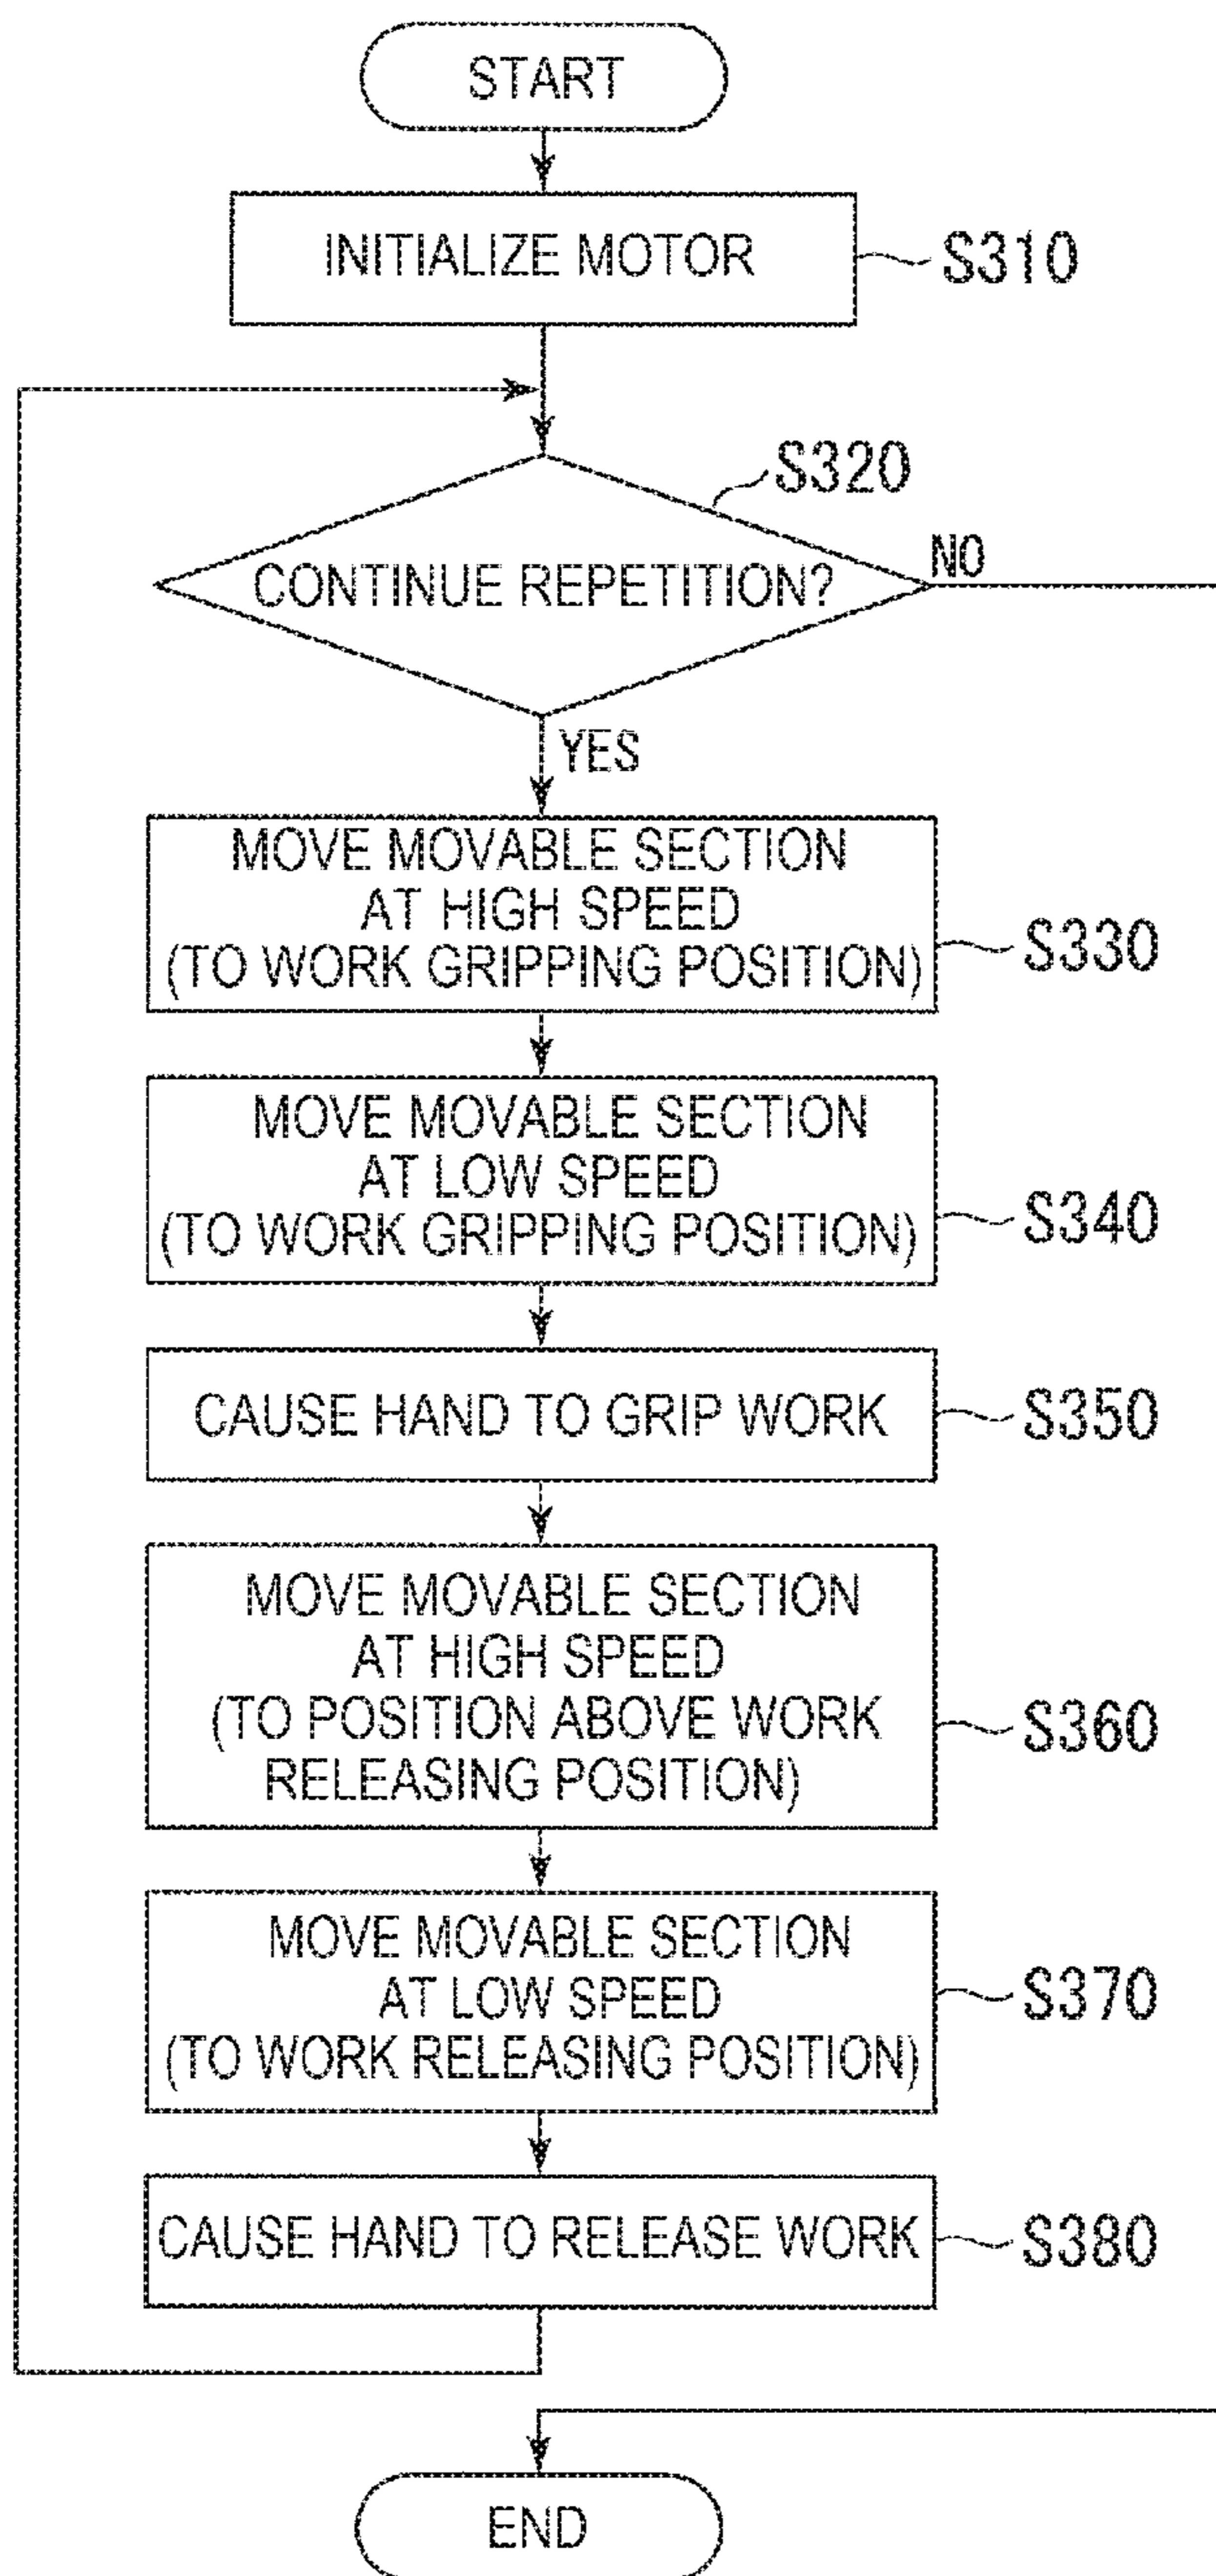 START
INITIALIZE MOTOR
S310
S320
CONTINUE REPETITION?
NO
YES
MOVE MOVABLE SECTION
AT HIGH SPEED
(TO WORK GRIPPING POSITION)
S330
MOVE MOVABLE SECTION
AT LOW SPEED
(TO WORK GRIPPING POSITION)
S340
CAUSE HAND TO GRIP WORK
S350
MOVE MOVABLE SECTION
AT HIGH SPEED
(TO POSITION ABOVE WORK
RELEASING POSITION)
S360
MOVE MOVABLE SECTION
AT LOW SPEED
(TO WORK RELEASING POSITION)
S370
CAUSE HAND TO RELEASE WORK
S380
END